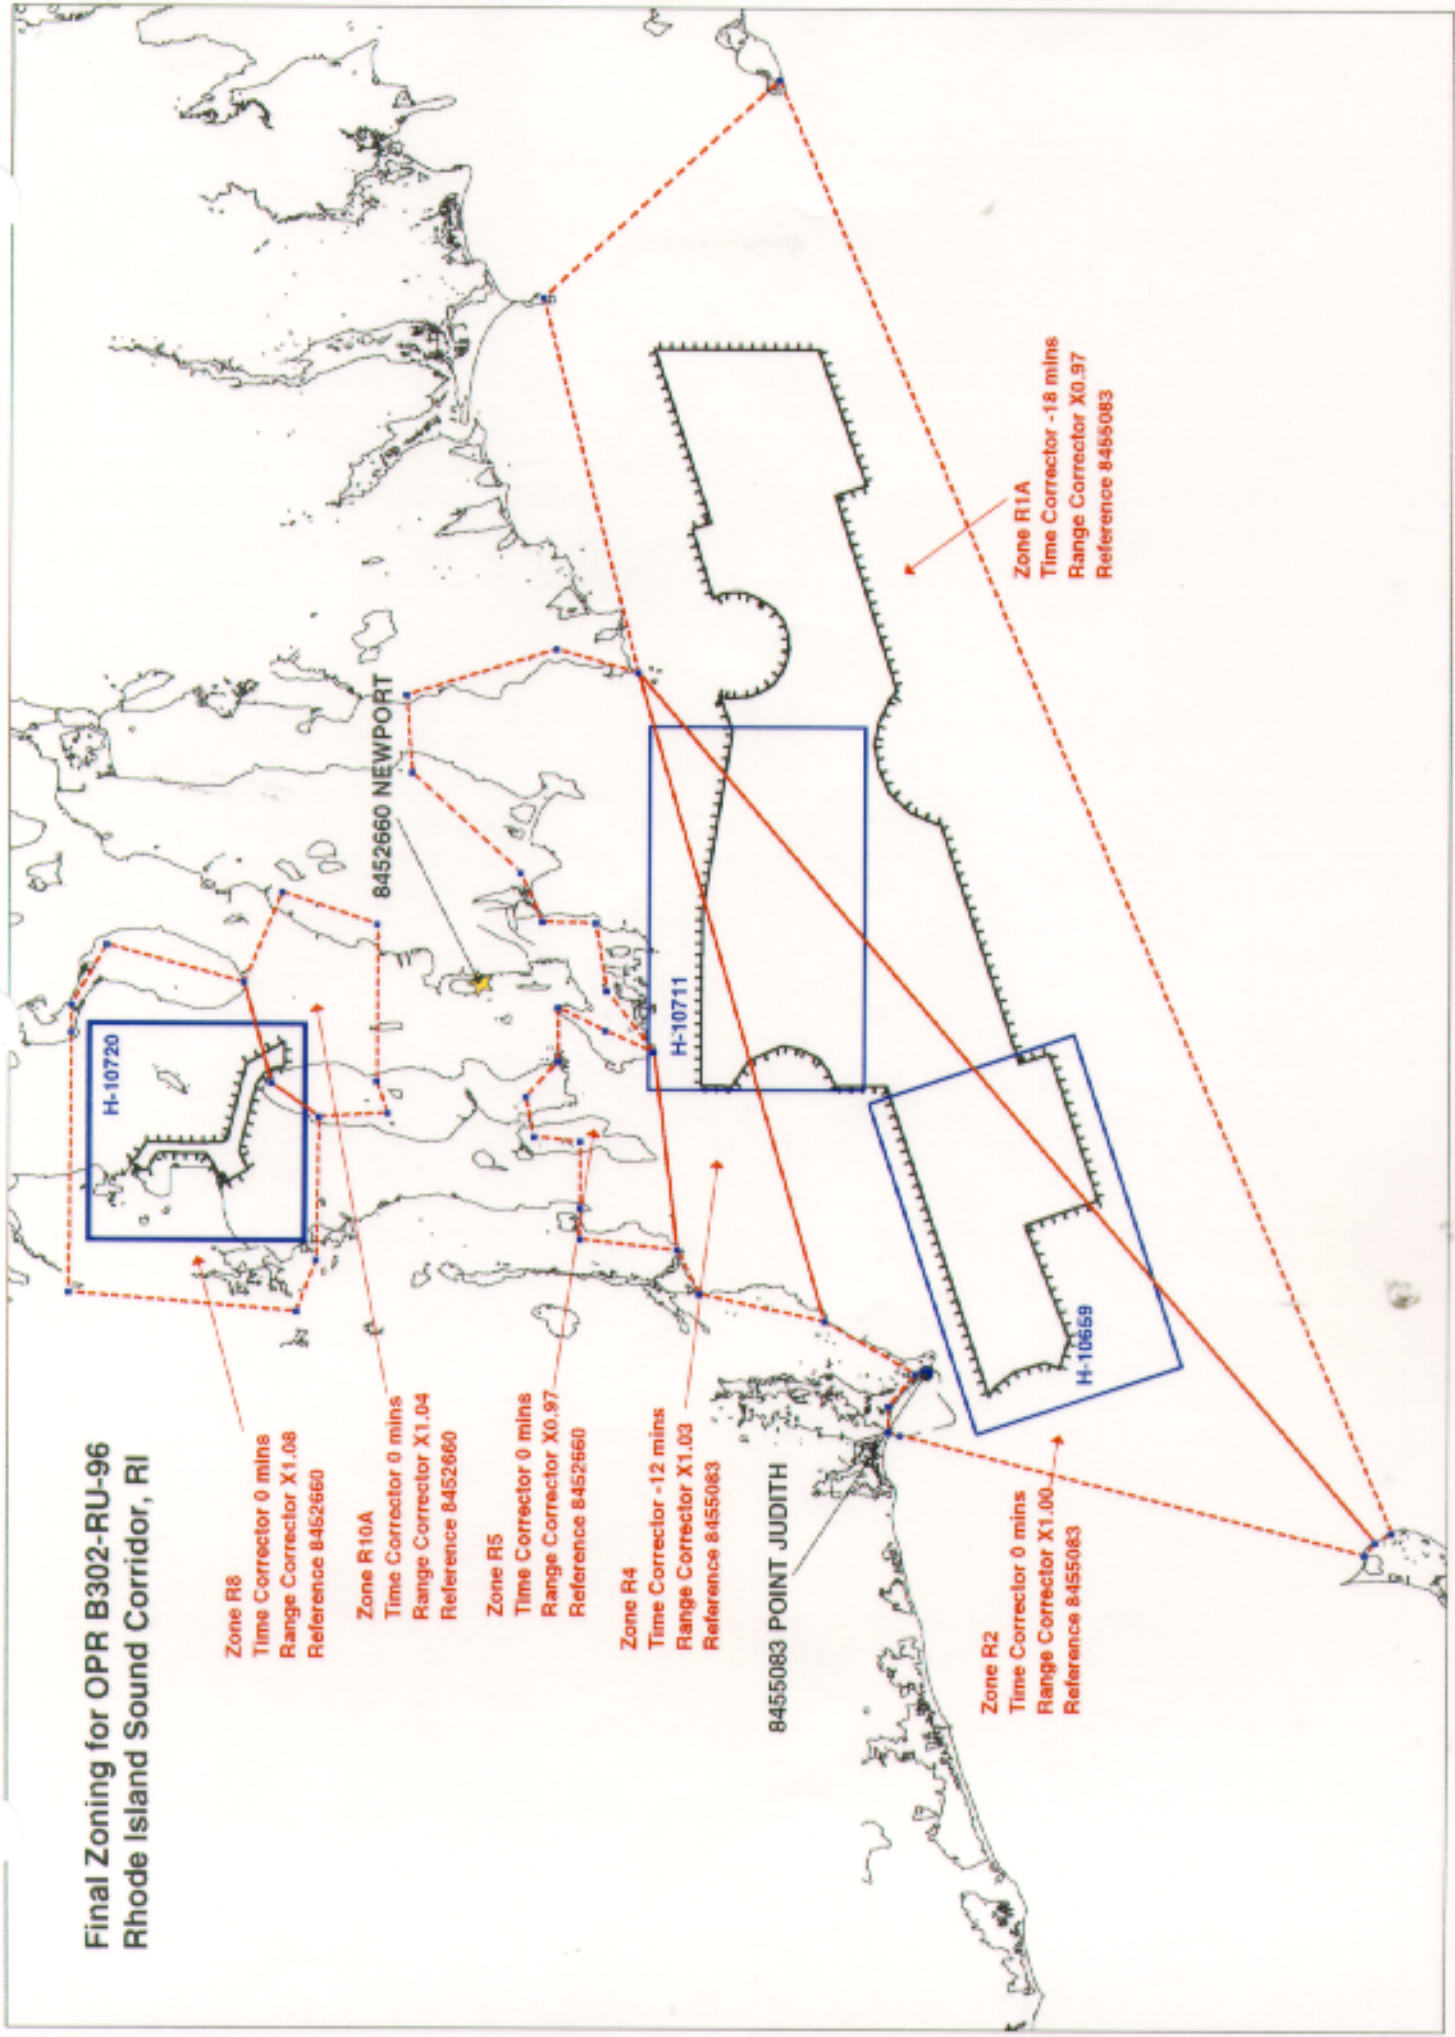 Final Zoning for OPR B302-RU-96
Rhode Island Sound Corridor, RI
Zone R8
Time Corrector 0 mins
Range Corrector X1.08
Reference 8452660
Zone R10A
Time Corrector 0 mins
Range Corrector X1.04
Reference 8452660
Zone R5
Time Corrector 0 mins
Range Corrector X0.97
Reference 8452660
Zone R4
Time Corrector -12 mins
Range Corrector X1.03
Reference 8455083
8455083 POINT JUDITH
Zone R2
Time Corrector 0 mins
Range Corrector X1.00
Reference 8455083
H-10720
8452660 NEWPORT
H-10711
H-10659
Zone R1A
Time Corrector -18 mins
Range Corrector X0.97
Reference 8455083